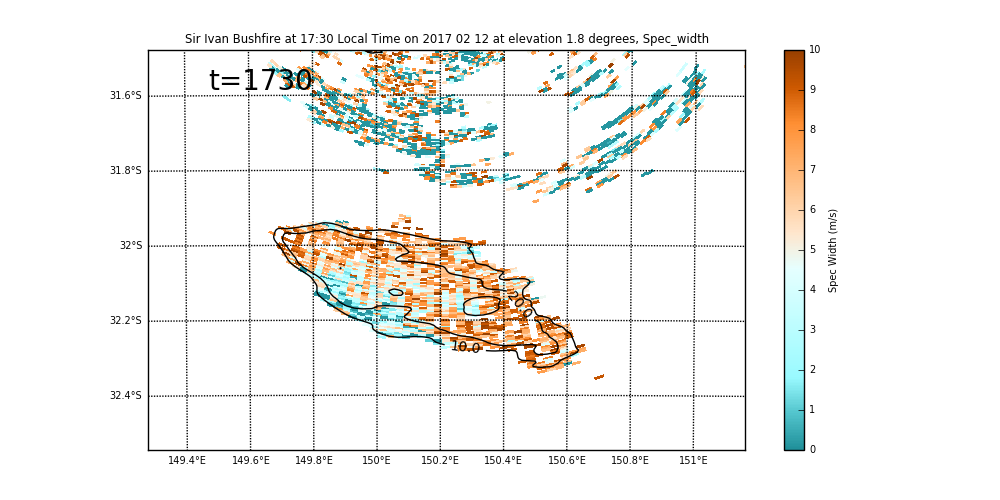 Sir Ivan Bushfire at 17:30 Local Time on 2017 02 12 at elevation 1.8 degrees, Spec_width
t=1730
31.6°S
31.8°S
32°S
32.2°S
32.4°S
149.4°E 149.6°E 149.8°E 150°E 150.2°E 150.4°E 150.6°E 150.8°E 151°E
20.0
10.0
10
9
8
7
6
5
4
3
2
1
0
Spec Width (m/s)